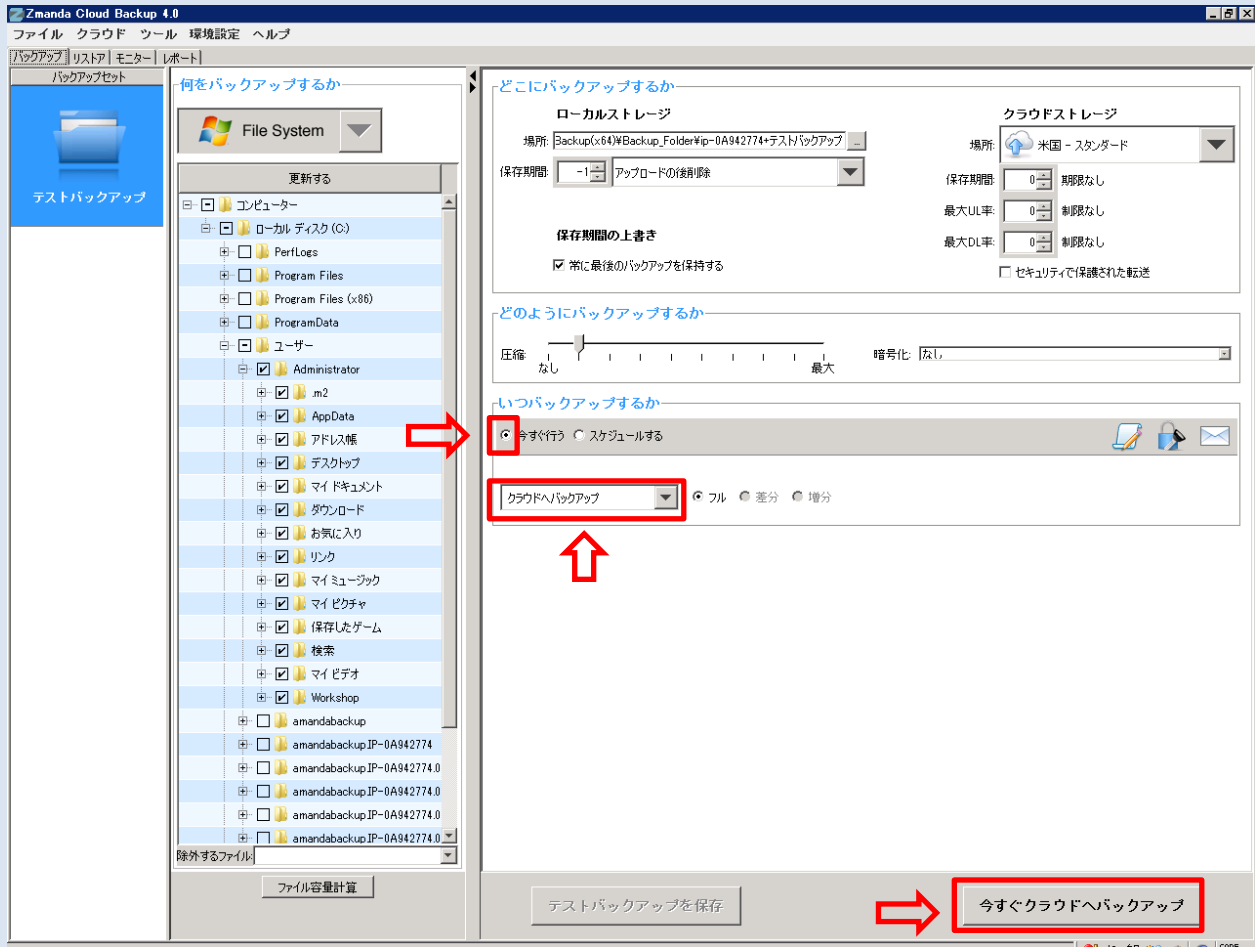 Zmanda Cloud Backup 4.0
ファイル クラウド ツール 環境設定 ヘルプ
バックアップ リストア モニター レポート
バックアップセット
テストバックアップ
何をバックアップするか
File System
更新する
コンピューター
ローカル ディスク (C:)
PerfLogs
Program Files
Program Files (x86)
ProgramData
ユーザー
Administrator
.m2
AppData
アドレス帳
デスクトップ
マイ ドキュメント
ダウンロード
お気に入り
リンク
マイ ミュージック
マイ ピクチャ
保存したゲーム
検索
マイ ビデオ
Workshop
amandabackup
amandabackup.IP-0A942774
amandabackup.IP-0A942774.0
amandabackup.IP-0A942774.0
amandabackup.IP-0A942774.0
amandabackup.IP-0A942774.0
除外するファイル:
ファイル容量計算
どこにバックアップするか
ローカルストレージ
場所: Backup(x64)¥Backup_Folder¥ip-0A942774+テストバックアップ ...
保存期間: -1 アップロードの後削除
保存期間の上書き
常に最後のバックアップを保持する
クラウドストレージ
場所: 米国 - スタンダード
保存期間: 0 期限なし
最大UL率: 0 制限なし
最大DL率: 0 制限なし
セキュリティで保護された転送
どのようにバックアップするか
圧縮: なし 最大
暗号化: なし
いつバックアップするか
今すぐ行う スケジュールする
クラウドへバックアップ フル 差分 増分
テストバックアップを保存
今すぐクラウドへバックアップ